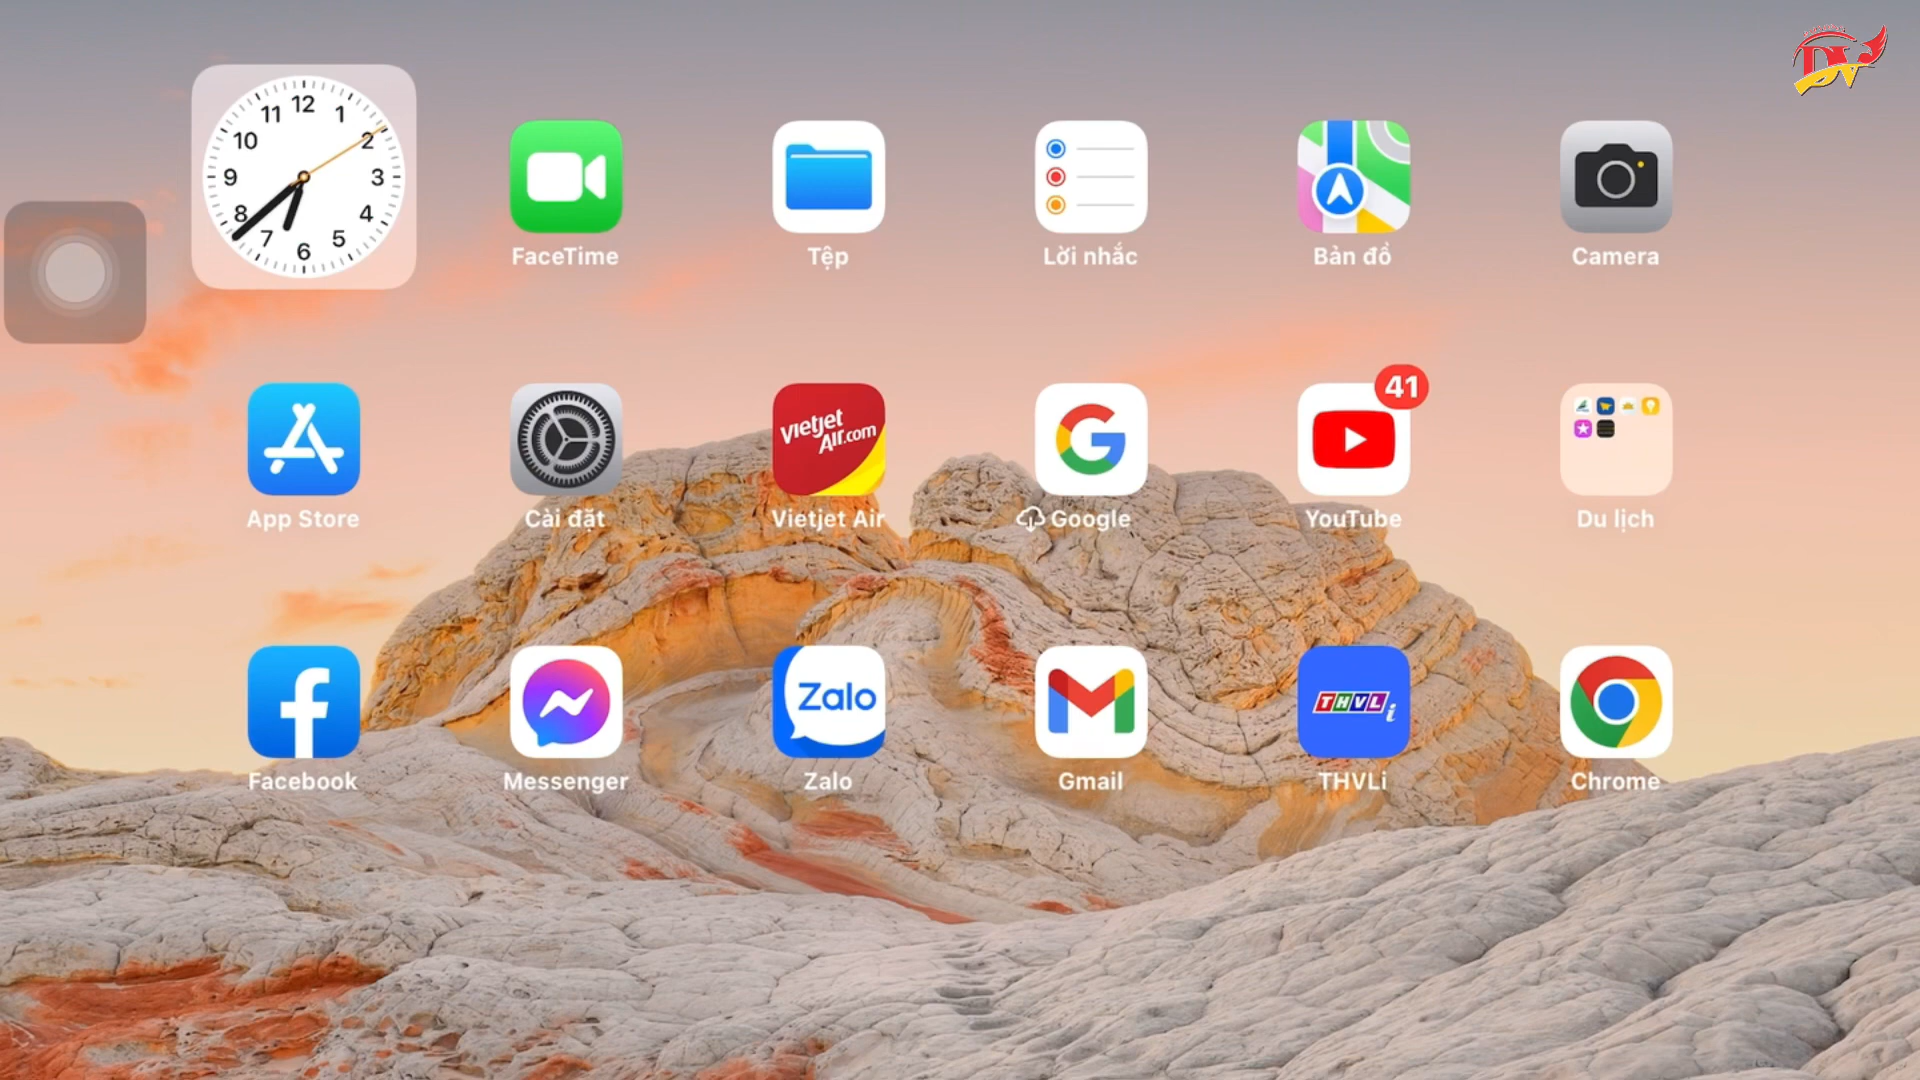 12
11 1
10 2
9 3
8 4
7 5
6
FaceTime
Tệp
Lời nhắc
Bản đồ
Camera
DV
vietjet
Air.com
41
App Store
Cài đặt
Vietjet Air
Google
YouTube
Du lịch
Zalo
THVL i
Facebook
Messenger
Zalo
Gmail
THVLi
Chrome